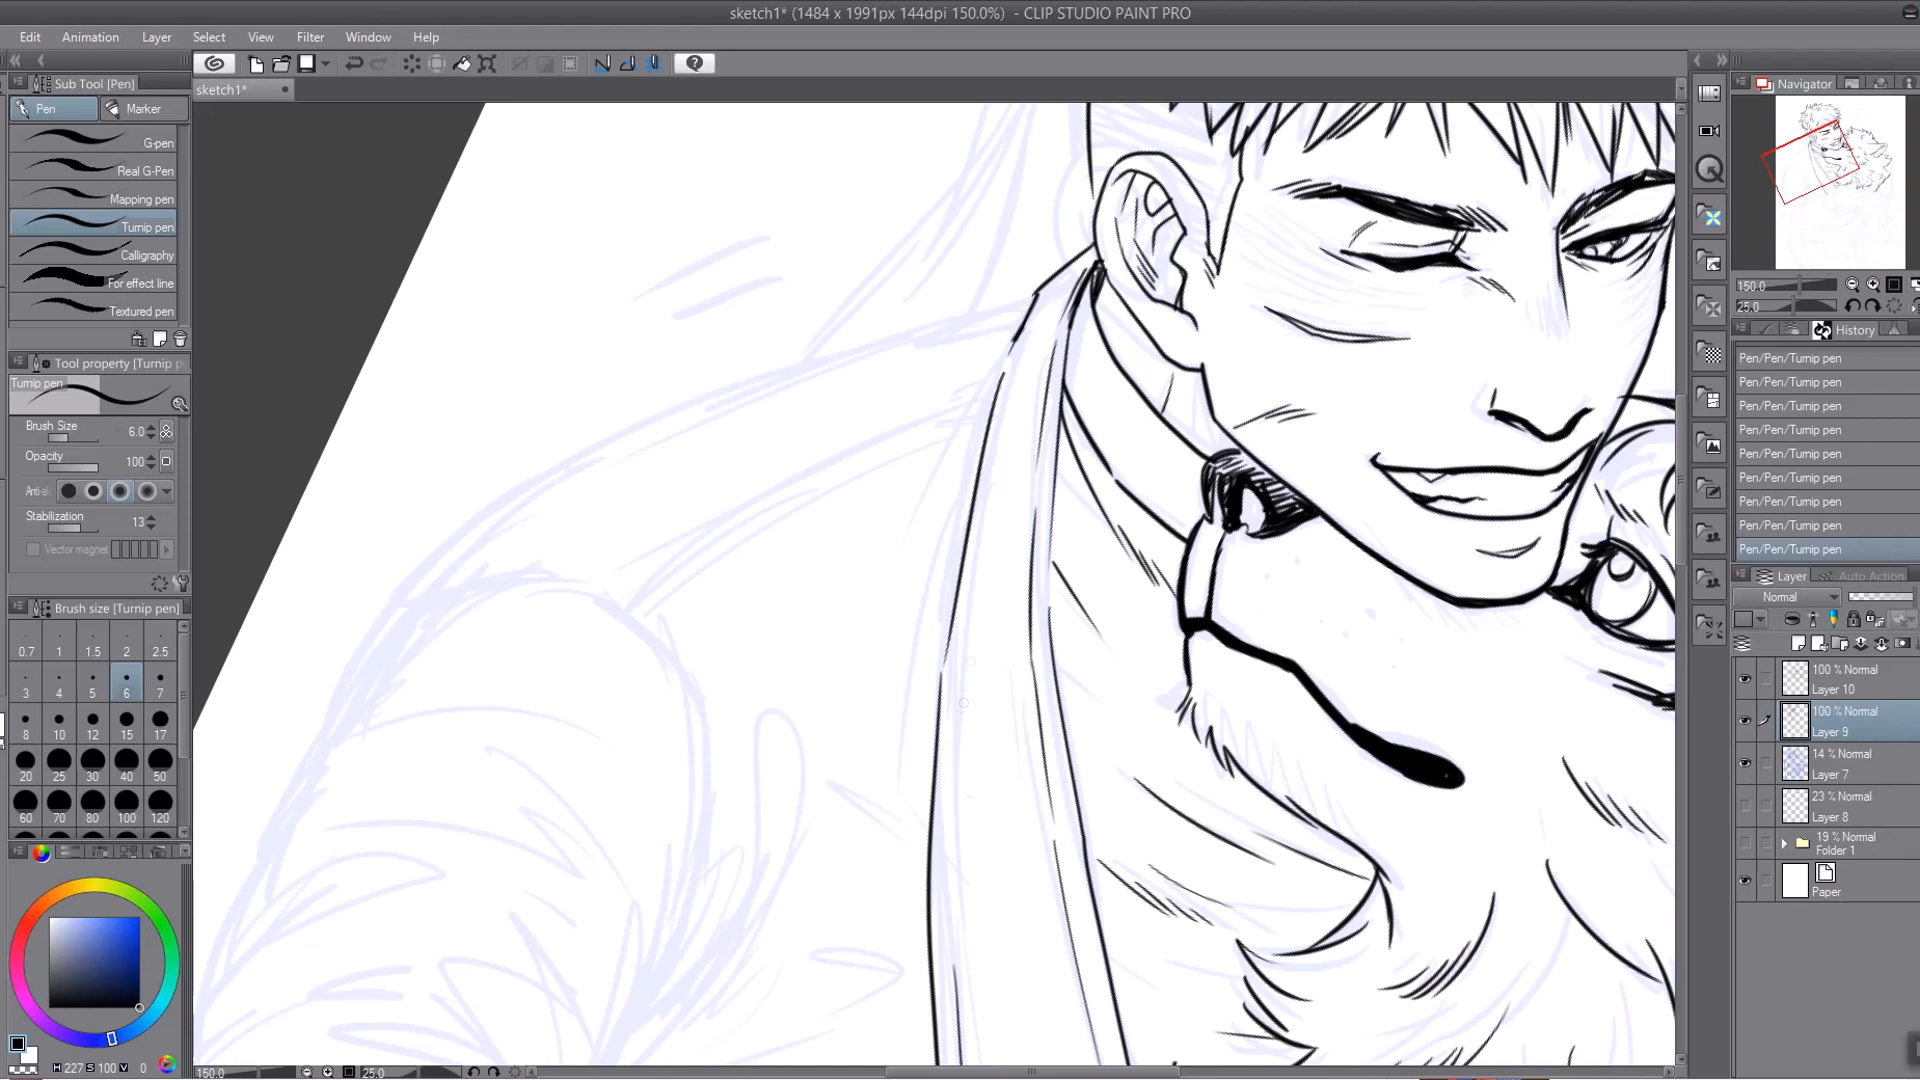 sketch1* (1484 x 1991px 144dpi 150.0%) - CLIP STUDIO PAINT PRO
Edit Animation Layer Select View Filter Window Help
sketch1*
Sub Tool [Pen]
Pen Marker
G-pen
Real G-Pen
Mapping pen
Turnip pen
Calligraphy
For effect line
Textured pen
Tool property [Turnip p
Turnip pen
Brush Size 6.0
Opacity 100
Anti-al
Stabilization 13
Vector magnet
Brush size [Turnip pen]
0.7 1 1.5 2 2.5
3 4 5 6 7
8 10 12 15 17
20 25 30 40 50
60 70 80 100 120
H 227 S 100 V 0
150.0 25.0
Navigator
150.0
25.0
History
Pen/Pen/Turnip pen
Pen/Pen/Turnip pen
Pen/Pen/Turnip pen
Pen/Pen/Turnip pen
Pen/Pen/Turnip pen
Pen/Pen/Turnip pen
Pen/Pen/Turnip pen
Pen/Pen/Turnip pen
Pen/Pen/Turnip pen
Layer Auto Action
Normal
100 % Normal
Layer 10
100 % Normal
Layer 9
14 % Normal
Layer 7
23 % Normal
Layer 8
19 % Normal
Folder 1
Paper